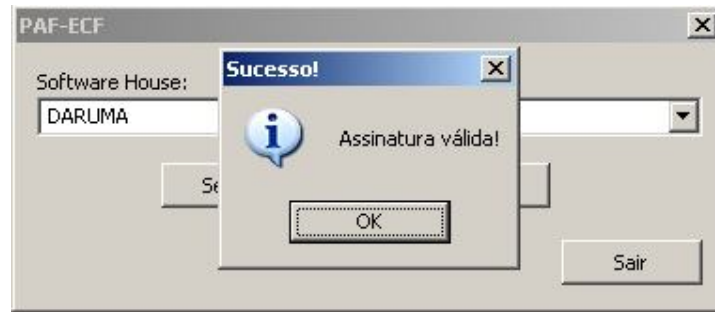 PAF-ECF
Software House:
DARUMA
Sucesso!
Assinatura válida!
OK
Sair